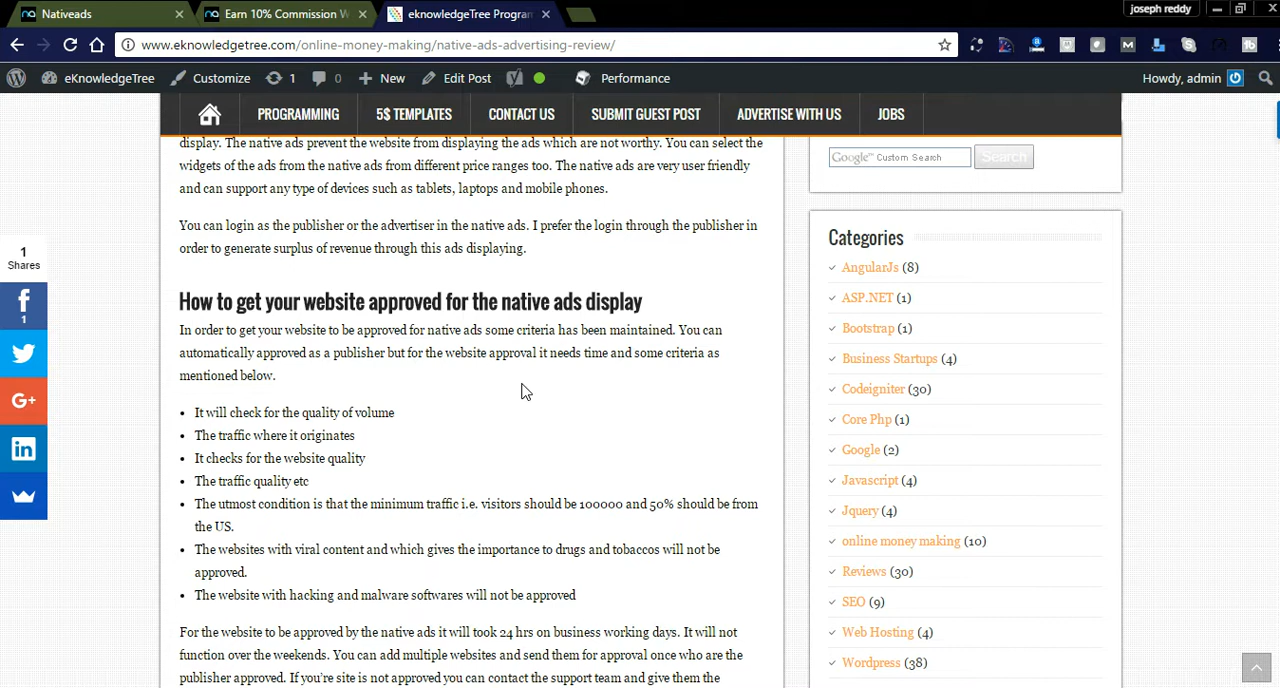 joseph reddy
Nativeads
Earn 10% Commission W
eknowledgeTree Progran
www.eknowledgetree.com/online-money-making/native-ads-advertising-review/
eKnowledgeTree
Customize
1
0
New
Edit Post
Performance
Howdy, admin
PROGRAMMING
5$ TEMPLATES
CONTACT US
SUBMIT GUEST POST
ADVERTISE WITH US
JOBS
display. The native ads prevent the website from displaying the ads which are not worthy. You can select the
widgets of the ads from the native ads from different price ranges too. The native ads are very user friendly
and can support any type of devices such as tablets, laptops and mobile phones.
You can login as the publisher or the advertiser in the native ads. I prefer the login through the publisher in
order to generate surplus of revenue through this ads displaying.
How to get your website approved for the native ads display
In order to get your website to be approved for native ads some criteria has been maintained. You can
automatically approved as a publisher but for the website approval it needs time and some criteria as
mentioned below.
It will check for the quality of volume
The traffic where it originates
It checks for the website quality
The traffic quality etc
The utmost condition is that the minimum traffic i.e. visitors should be 100000 and 50% should be from
the US.
The websites with viral content and which gives the importance to drugs and tobaccos will not be
approved.
The website with hacking and malware softwares will not be approved
For the website to be approved by the native ads it will took 24 hrs on business working days. It will not
function over the weekends. You can add multiple websites and send them for approval once who are the
publisher approved. If you're site is not approved you can contact the support team and give them the
1
Shares
f
1
G+
in
Google™ Custom Search
Search
Categories
AngularJs (8)
ASP.NET (1)
Bootstrap (1)
Business Startups (4)
Codeigniter (30)
Core Php (1)
Google (2)
Javascript (4)
Jquery (4)
online money making (10)
Reviews (30)
SEO (9)
Web Hosting (4)
Wordpress (38)